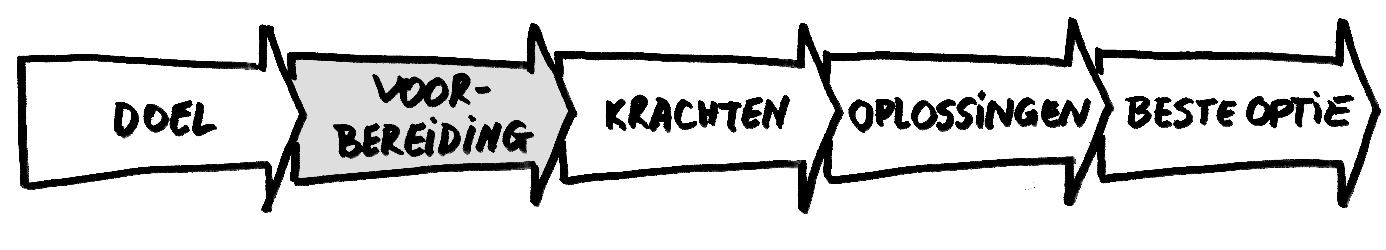 DOEL
VOOR-
BEREIDING
KRACHTEN
OPLOSSINGEN
BESTE OPTIE